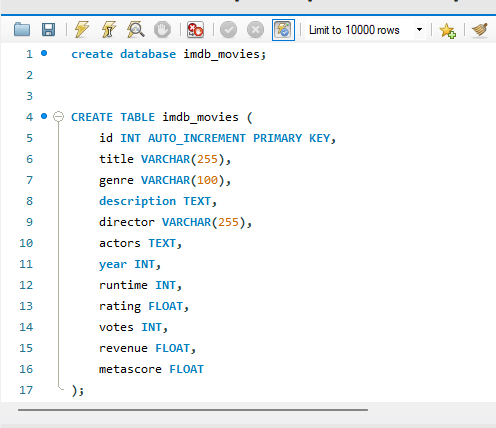 Limit to 10000 rows
1 create database imdb_movies;
2
3
4 CREATE TABLE imdb_movies (
5 id INT AUTO_INCREMENT PRIMARY KEY,
6 title VARCHAR(255),
7 genre VARCHAR(100),
8 description TEXT,
9 director VARCHAR(255),
10 actors TEXT,
11 year INT,
12 runtime INT,
13 rating FLOAT,
14 votes INT,
15 revenue FLOAT,
16 metascore FLOAT
17 );